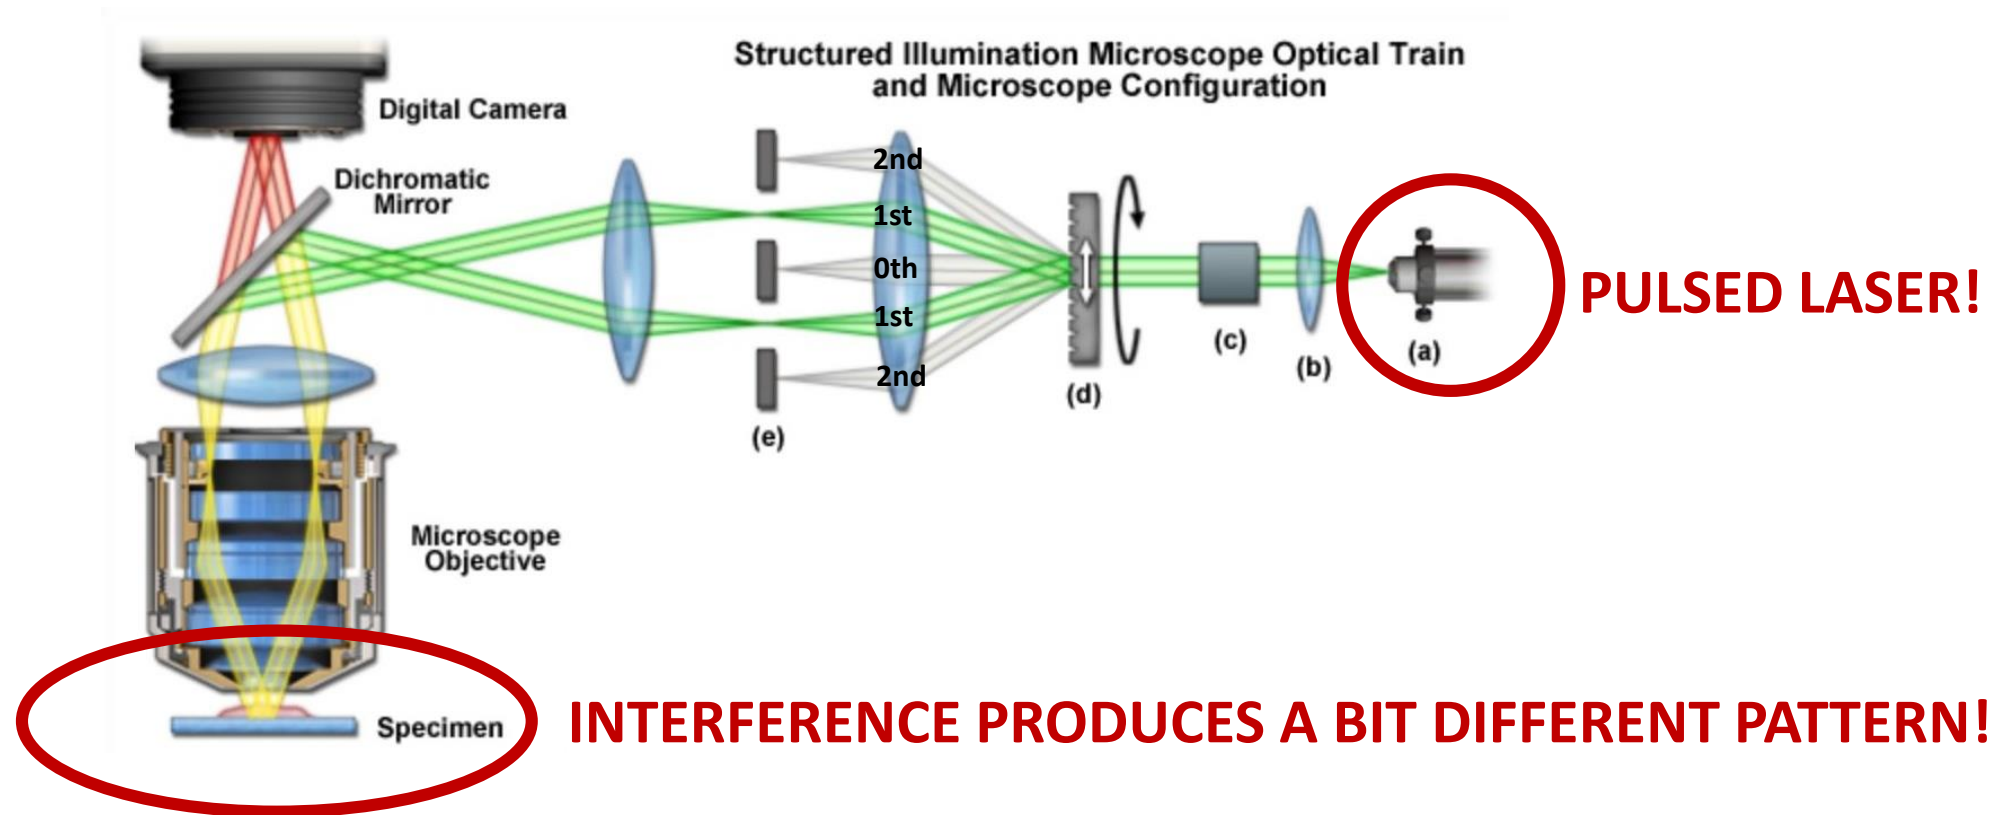 Structured Illumination Microscope Optical Train
and Microscope Configuration
Digital Camera
Dichromatic
Mirror
2nd
1st
0th
1st
2nd
(e)
(d)
(c)
(b)
(a)
PULSED LASER!
Microscope
Objective
Specimen
INTERFERENCE PRODUCES A BIT DIFFERENT PATTERN!